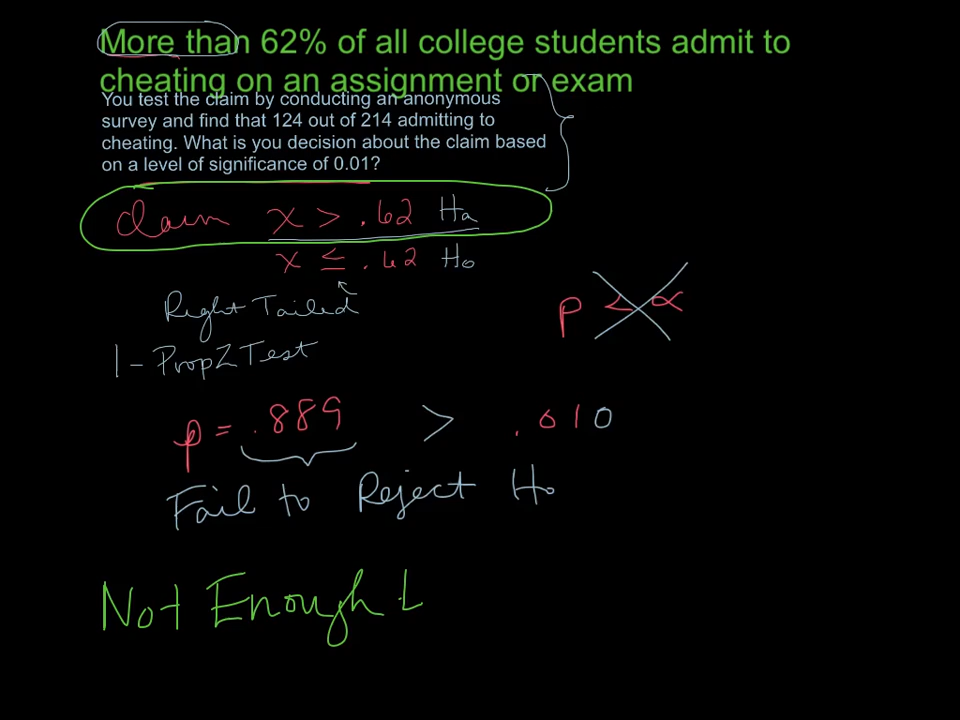 More than 62% of all college students admit to
cheating on an assignment or exam
You test the claim by conducting an anonymous
survey and find that 124 out of 214 admitting to
cheating. What is you decision about the claim based
on a level of significance of 0.01?
claim x > .62 Ha
x ≤ .62 Ho
Right Tailed
p < α
1-PropZTest
p = .889 > .010
Fail to Reject Ho
Not Enough